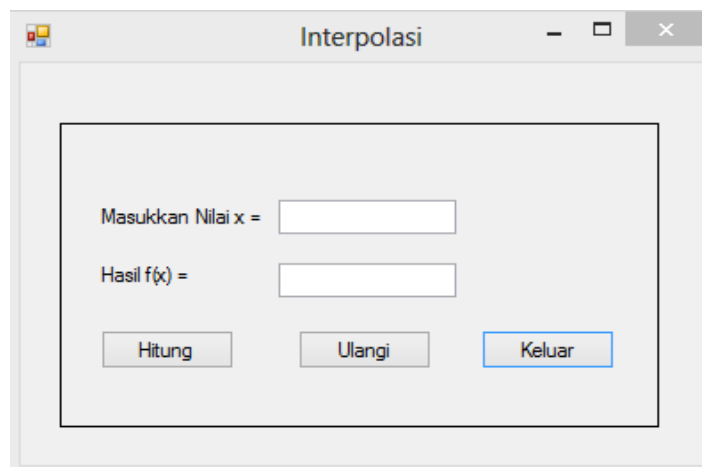 Interpolasi
Masukkan Nilai x =
Hasil f(x) =
Hitung Ulangi Keluar